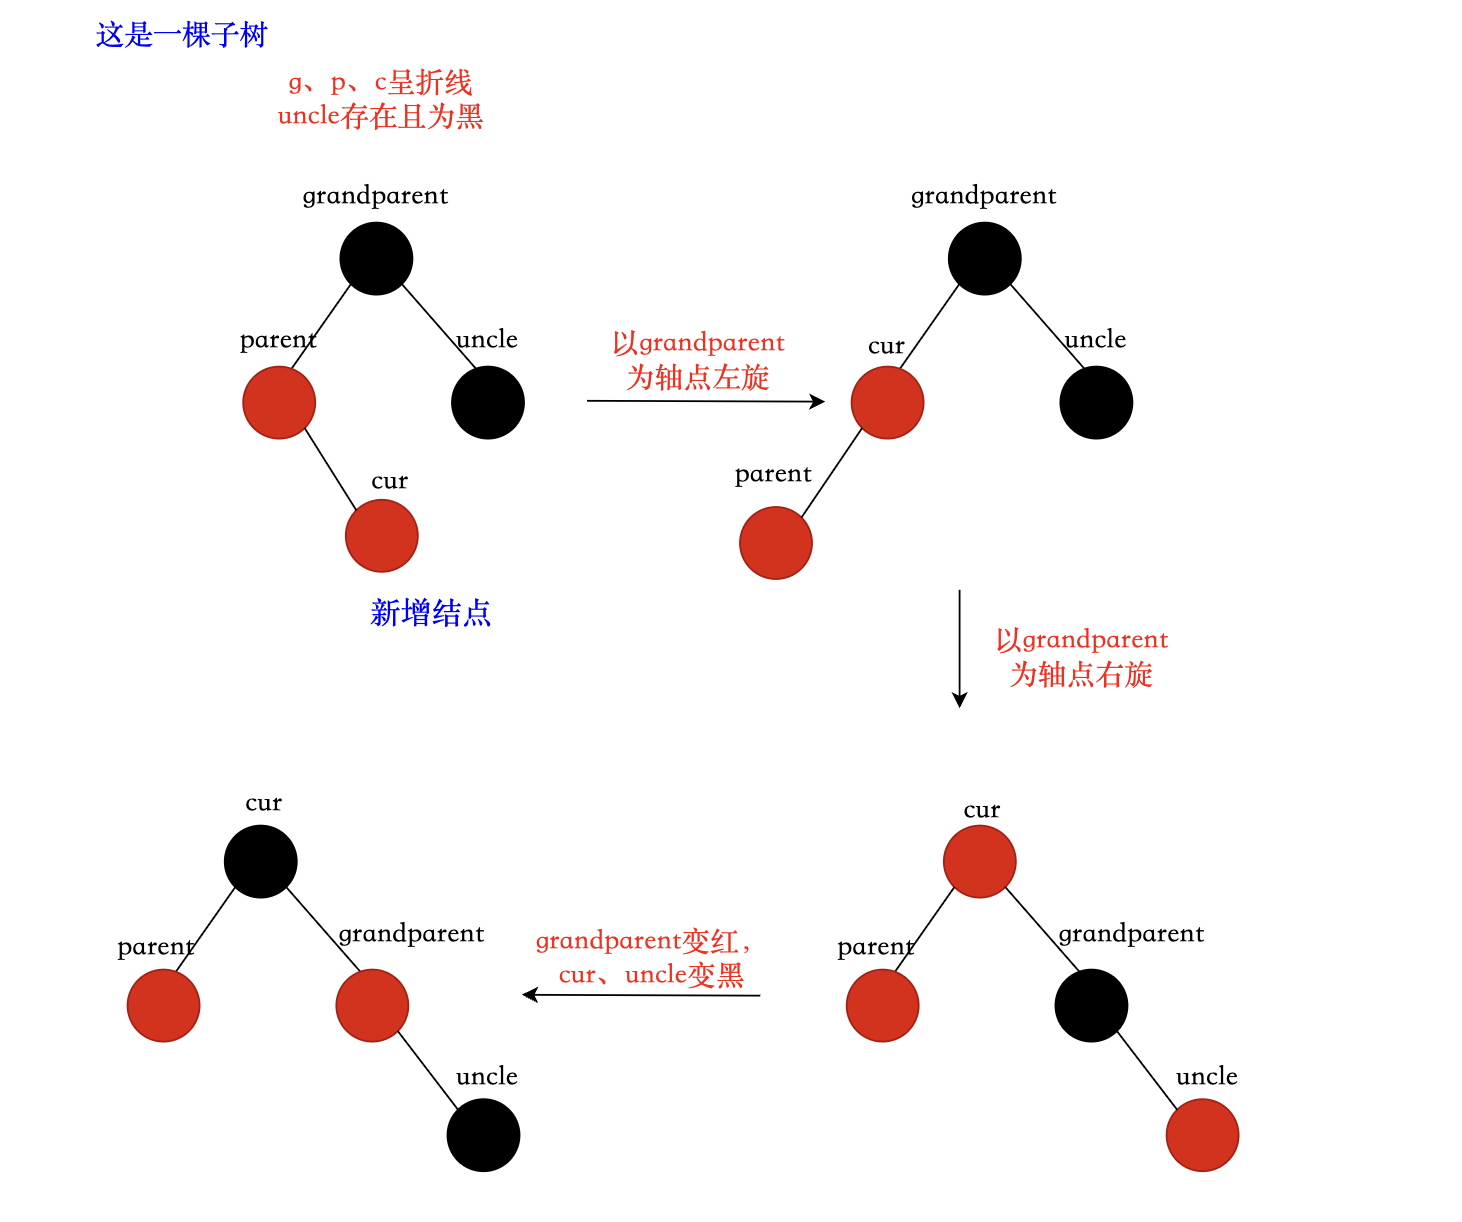 这是一棵子树
g、p、c呈折线
uncle存在且为黑
grandparent
grandparent
parent
uncle
以grandparent
为轴点左旋
cur
uncle
cur
parent
新增结点
以grandparent
为轴点右旋
cur
cur
parent
grandparent
grandparent变红，
cur、uncle变黑
parent
grandparent
uncle
uncle